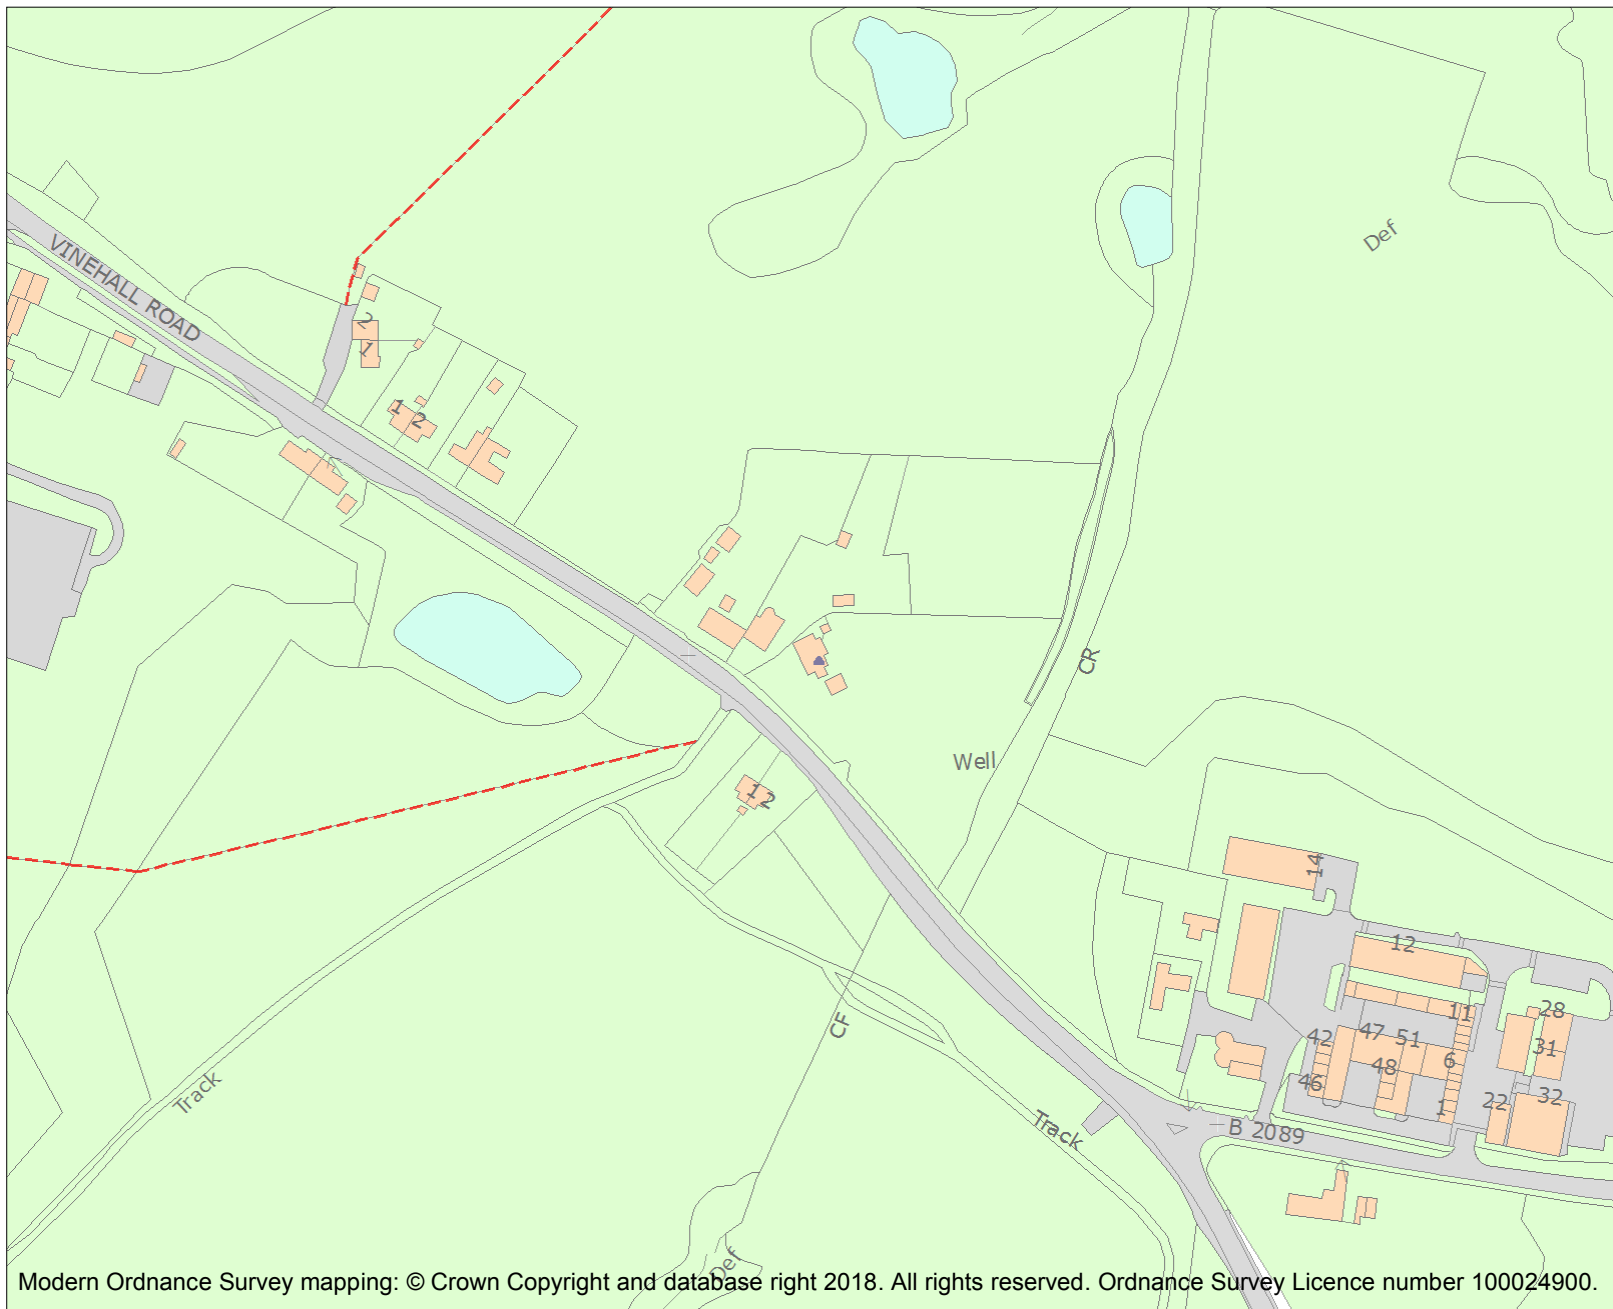 Def
VINEHALL ROAD
2
1
1 2
CR
Well
1 2
14
12
28
11
47
51
42
31
6
48
46
32
22
1
CF
Track
Track
B 2089
Def
Modern Ordnance Survey mapping: © Crown Copyright and database right 2018. All rights reserved. Ordnance Survey Licence number 100024900.